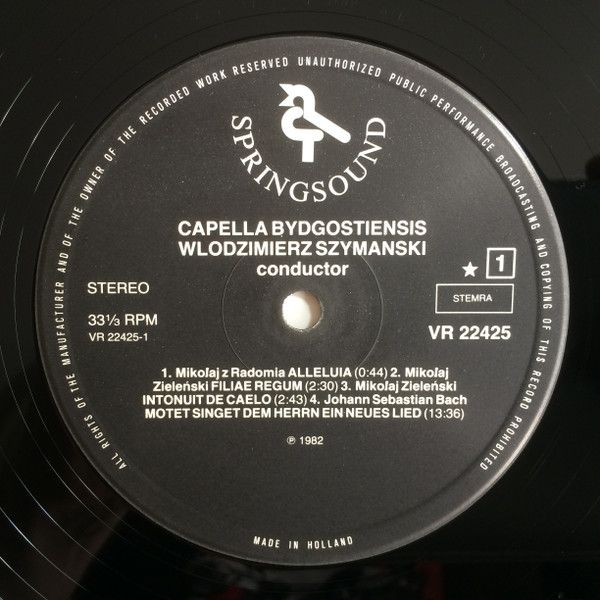 ALL RIGHTS OF THE MANUFACTURER AND OF THE OWNER OF THE RECORDED WORK RESERVED UNAUTHORIZED PUBLIC PERFORMANCE BROADCASTING AND COPYING OF THIS RECORD PROHIBITED
SPRINGSOUND
CAPELLA BYDGOSTIENSIS
WLODZIMIERZ SZYMANSKI
conductor
★ 1
STEREO
STEMRA
33⅓ RPM
VR 22425
VR 22425-1
1. Mikołaj z Radomia ALLELUIA (0:44) 2. Mikołaj
Zieleński FILIAE REGUM (2:30) 3. Mikołaj Zieleński
INTONUIT DE CAELO (2:43) 4. Johann Sebastian Bach
MOTET SINGET DEM HERRN EIN NEUES LIED (13:36)
℗ 1982
MADE IN HOLLAND